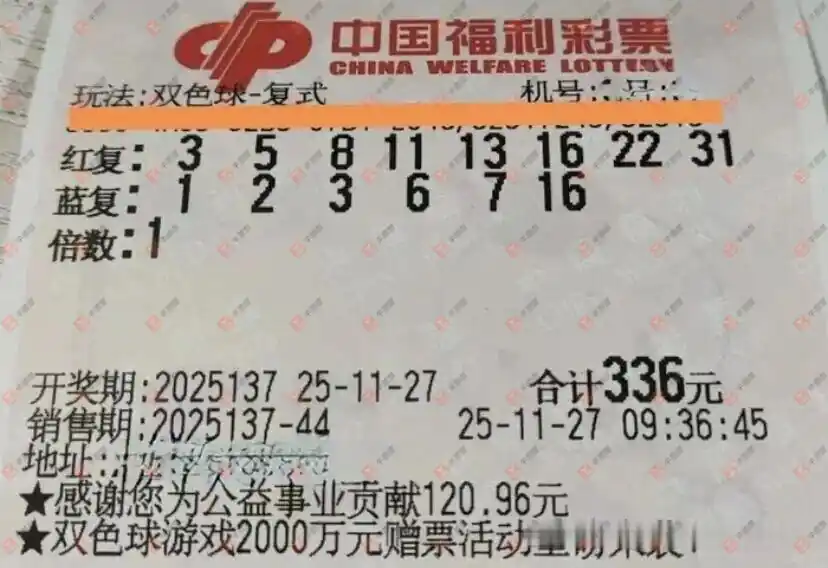 中国福利彩票
CHINA WELFARE LOTTERY
玩法:双色球-复式 机号:
红复: 3 5 8 11 13 16 22 31
蓝复: 1 2 3 6 7 16
倍数:1
开奖期:2025137 25-11-27 合计336元
销售期:2025137-44 25-11-27 09:36:45
地址:
★感谢您为公益事业贡献120.96元
★双色球游戏2000万元赠票活动